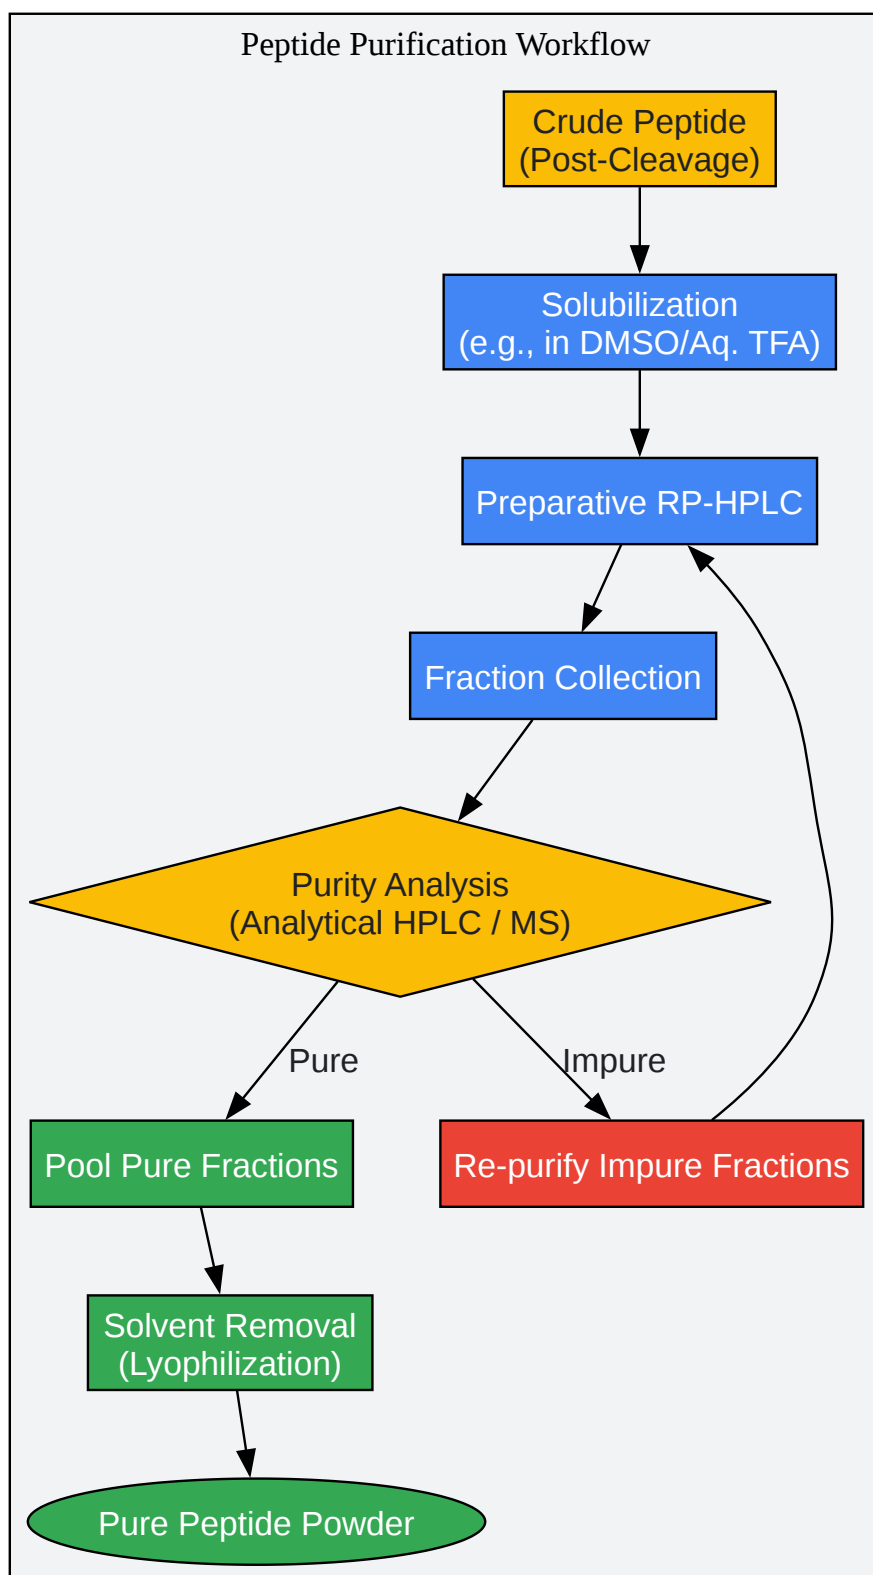 Peptide Purification Workflow
Crude Peptide
(Post-Cleavage)
Solubilization
(e.g., in DMSO/Aq. TFA)
Preparative RP-HPLC
Fraction Collection
Purity Analysis
(Analytical HPLC / MS)
Pure
Impure
Pool Pure Fractions
Re-purify Impure Fractions
Solvent Removal
(Lyophilization)
Pure Peptide Powder